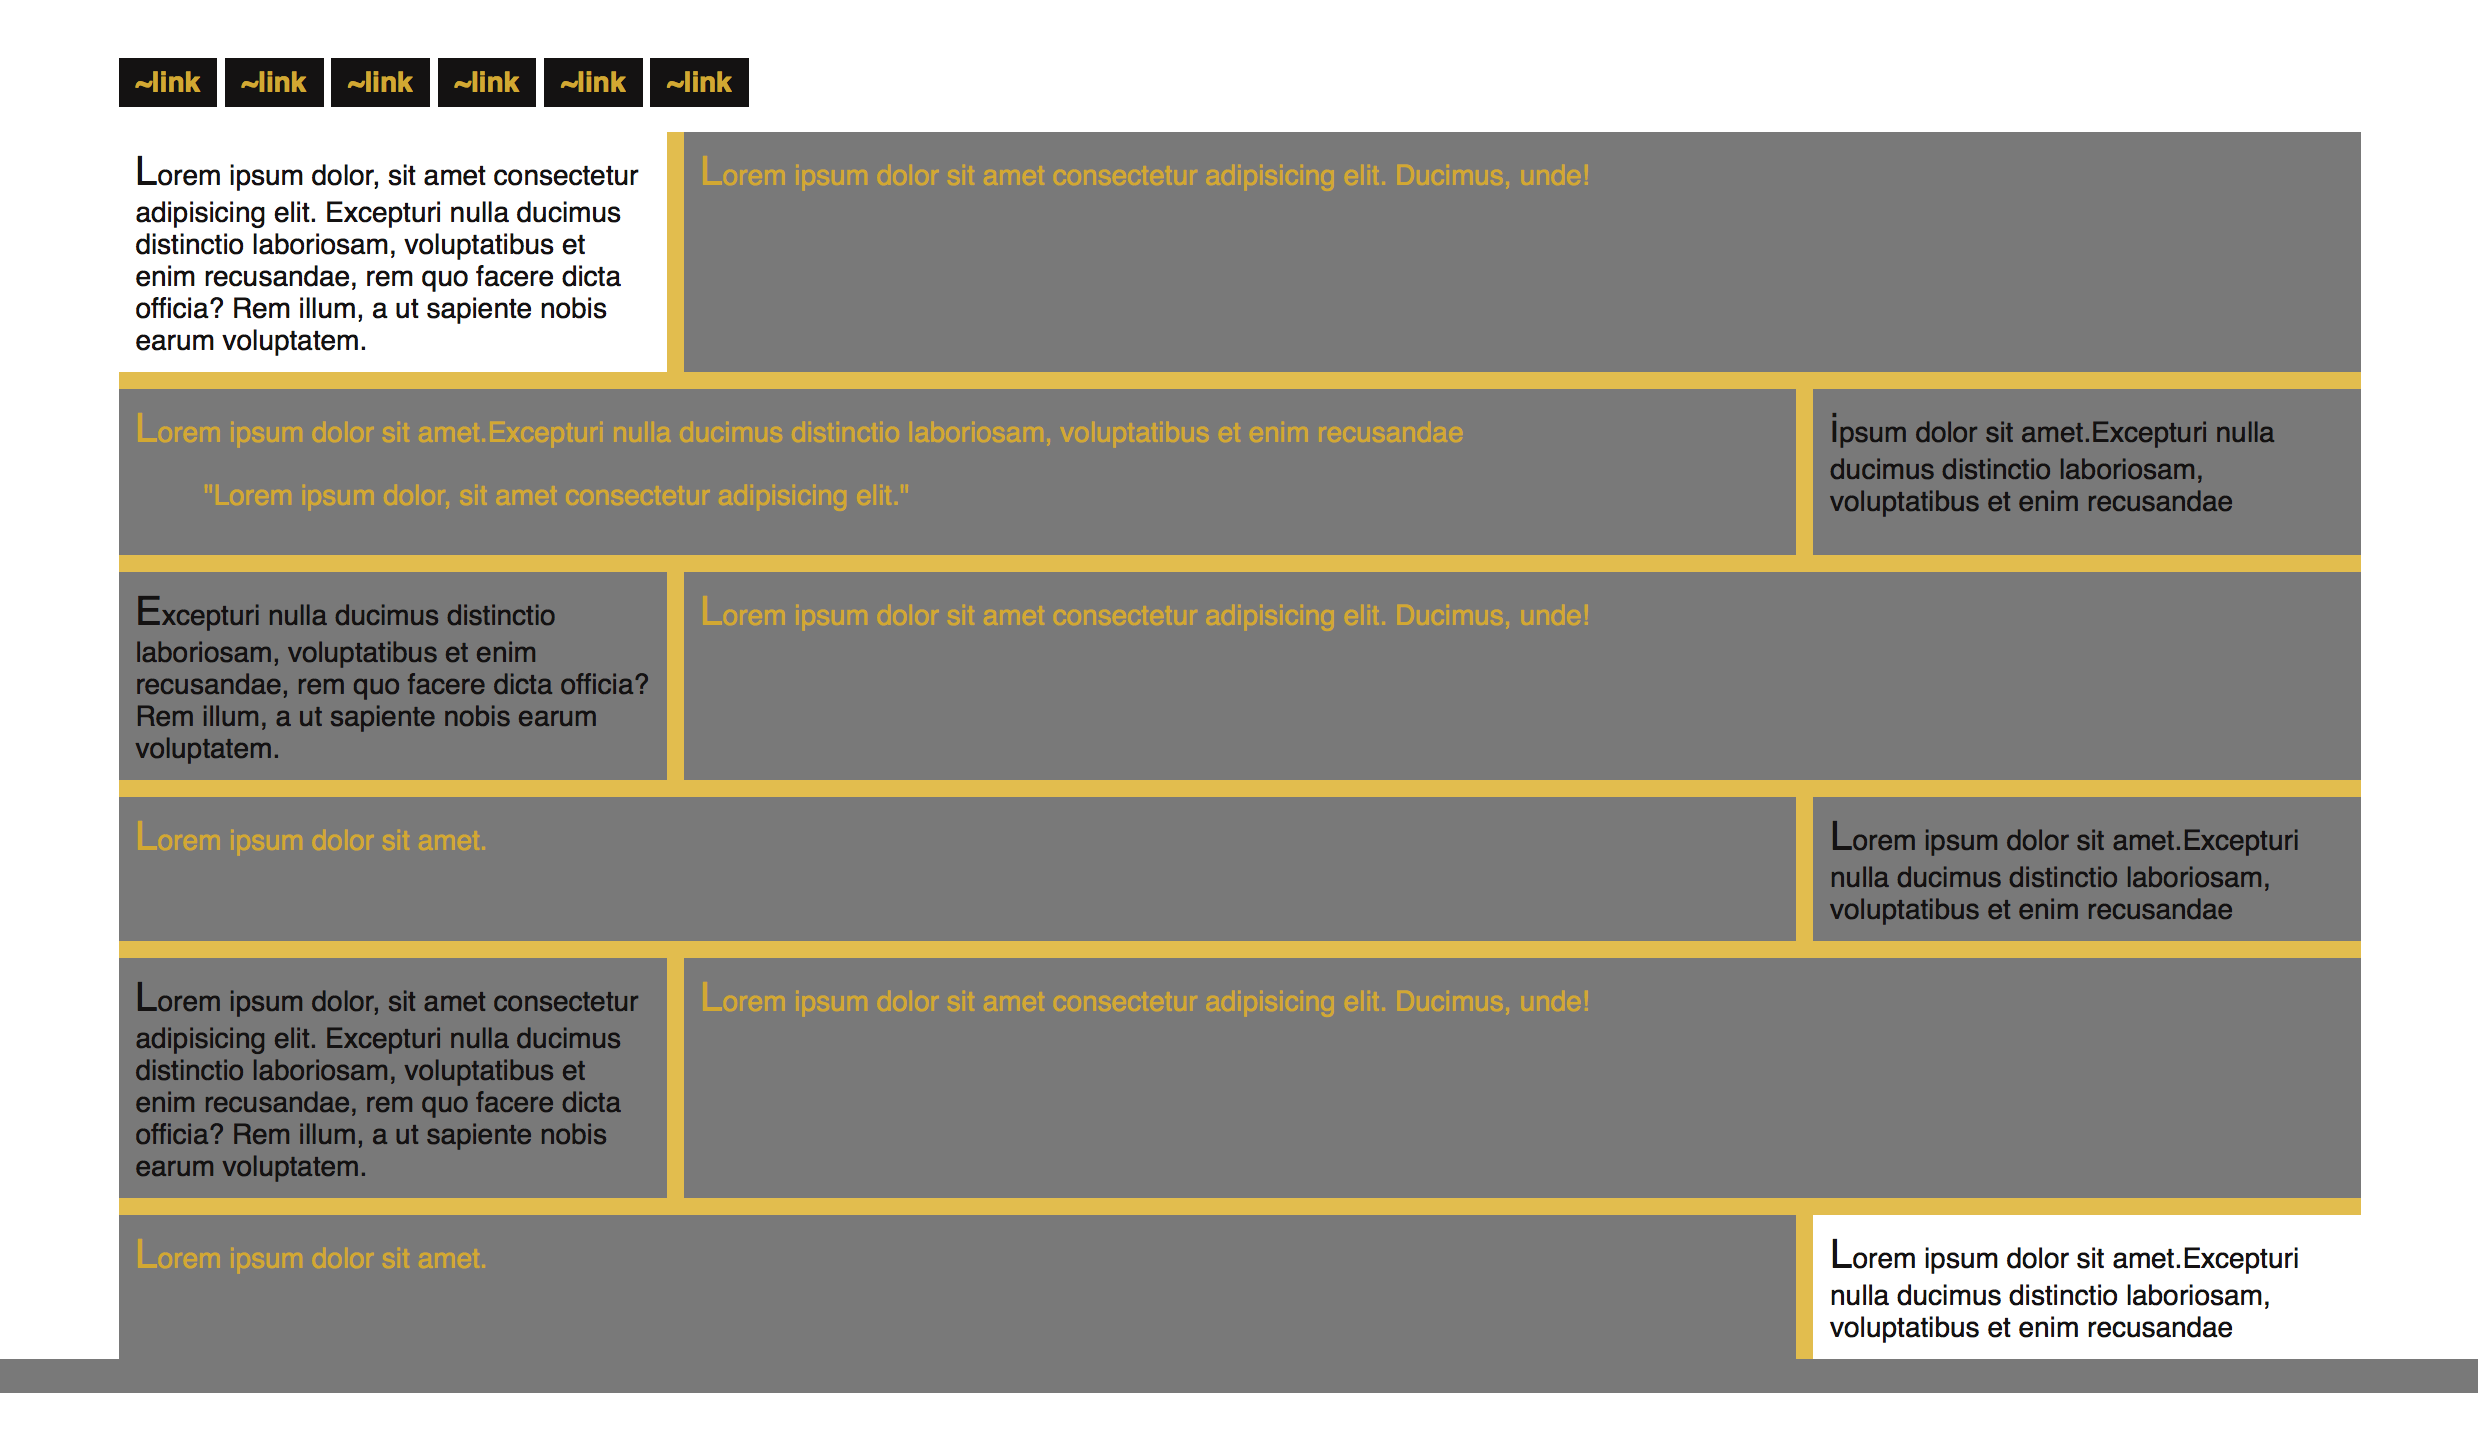 ~link ~link ~link ~link ~link ~link
Lorem ipsum dolor, sit amet consectetur
adipisicing elit. Excepturi nulla ducimus
distinctio laboriosam, voluptatibus et
enim recusandae, rem quo facere dicta
officia? Rem illum, a ut sapiente nobis
earum voluptatem.
Lorem ipsum dolor sit amet consectetur adipisicing elit. Ducimus, unde!
Lorem ipsum dolor sit amet.Excepturi nulla ducimus distinctio laboriosam, voluptatibus et enim recusandae
"Lorem ipsum dolor, sit amet consectetur adipisicing elit."
ipsum dolor sit amet.Excepturi nulla
ducimus distinctio laboriosam,
voluptatibus et enim recusandae
Excepturi nulla ducimus distinctio
laboriosam, voluptatibus et enim
recusandae, rem quo facere dicta officia?
Rem illum, a ut sapiente nobis earum
voluptatem.
Lorem ipsum dolor sit amet consectetur adipisicing elit. Ducimus, unde!
Lorem ipsum dolor sit amet.
Lorem ipsum dolor sit amet.Excepturi
nulla ducimus distinctio laboriosam,
voluptatibus et enim recusandae
Lorem ipsum dolor, sit amet consectetur
adipisicing elit. Excepturi nulla ducimus
distinctio laboriosam, voluptatibus et
enim recusandae, rem quo facere dicta
officia? Rem illum, a ut sapiente nobis
earum voluptatem.
Lorem ipsum dolor sit amet consectetur adipisicing elit. Ducimus, unde!
Lorem ipsum dolor sit amet.
Lorem ipsum dolor sit amet.Excepturi
nulla ducimus distinctio laboriosam,
voluptatibus et enim recusandae